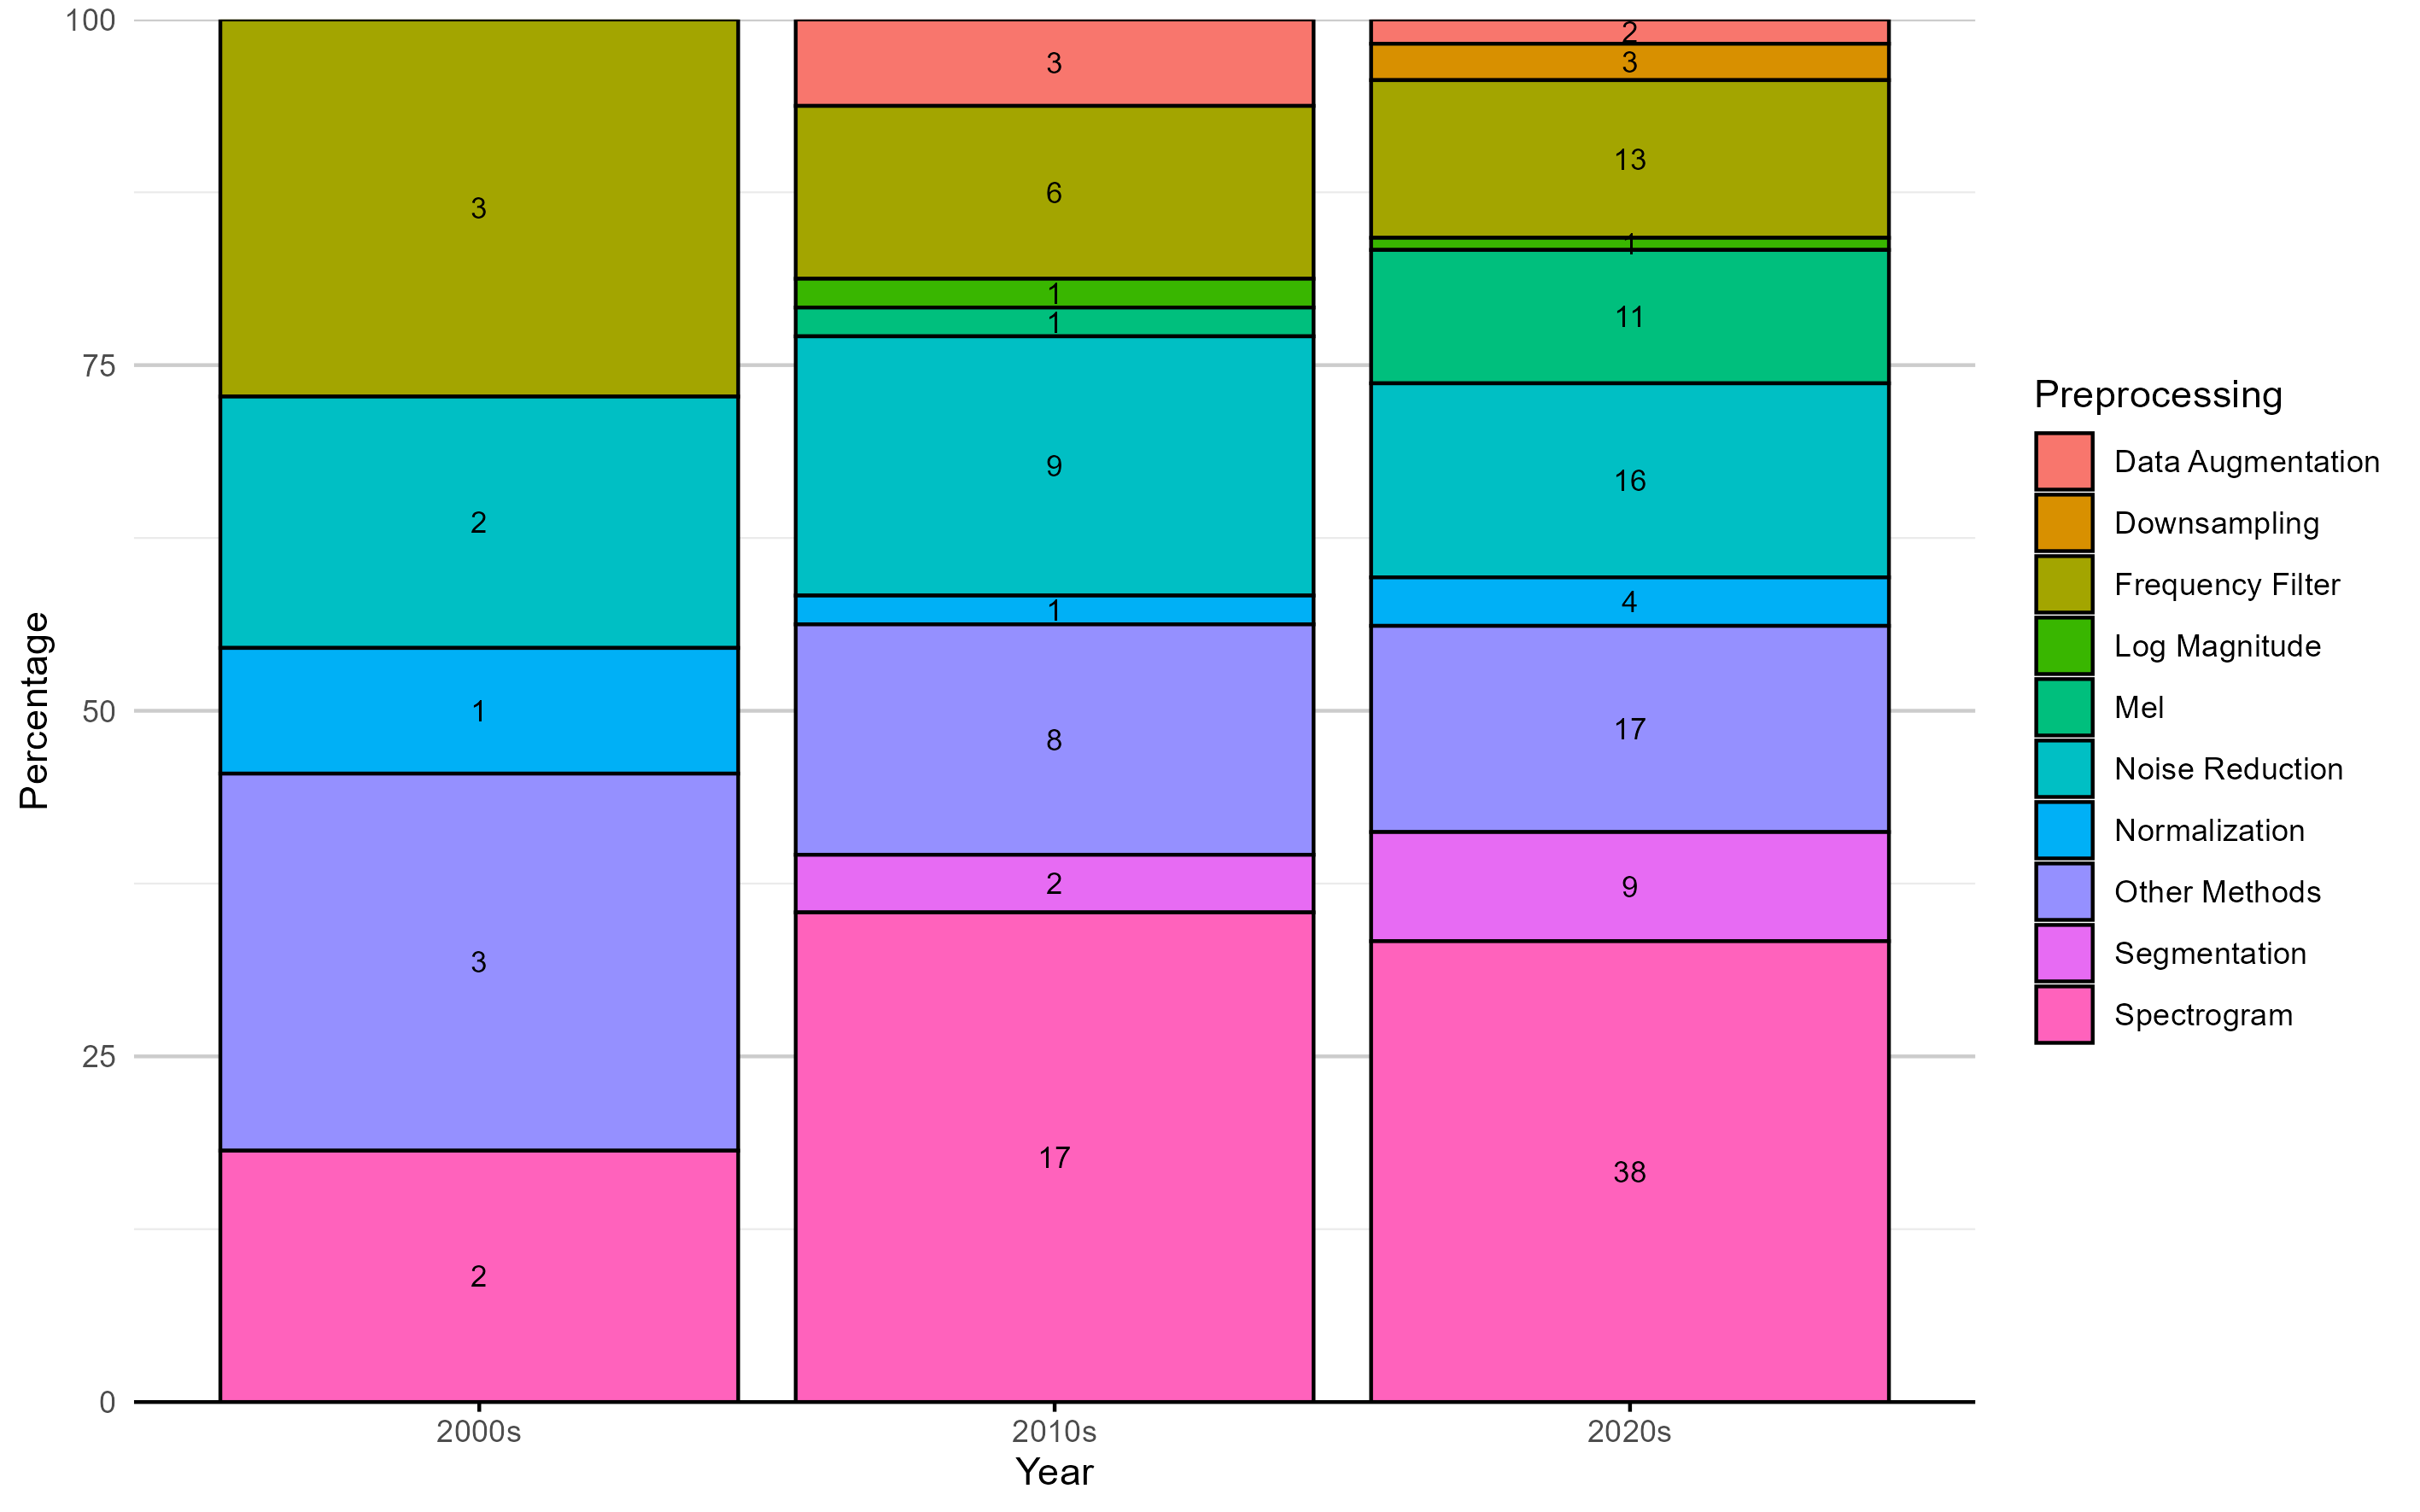 100
75
50
25
0
Percentage
3
2
1
3
2
3
6
1
1
9
1
8
2
17
2
3
13
1
11
16
4
17
9
38
2000s
2010s
2020s
Year
Preprocessing
Data Augmentation
Downsampling
Frequency Filter
Log Magnitude
Mel
Noise Reduction
Normalization
Other Methods
Segmentation
Spectrogram